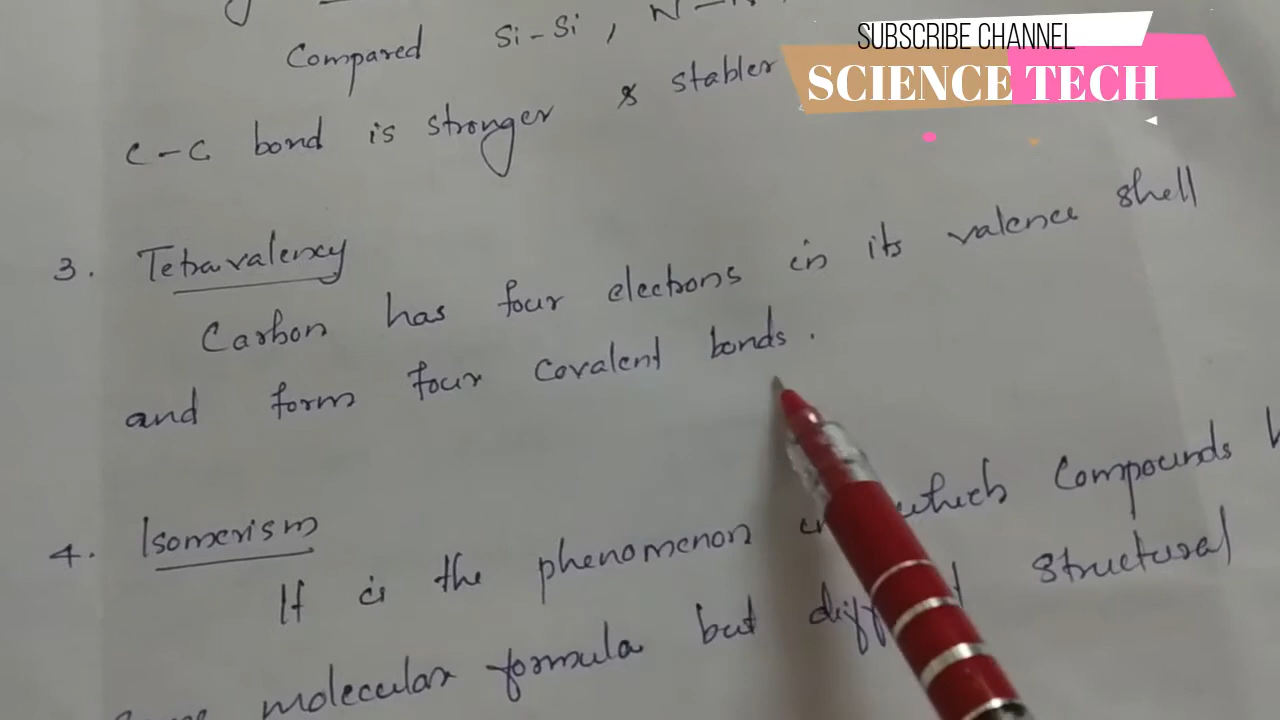 Compared Si-Si,
SUBSCRIBE CHANNEL
SCIENCE TECH
C-C bond is stronger & stabler
3. Tetravalency
Carbon has four electrons in its valence shell
and form four covalent bonds.
4. Isomerism
It is the phenomenon in which compounds
molecular formula but different structural